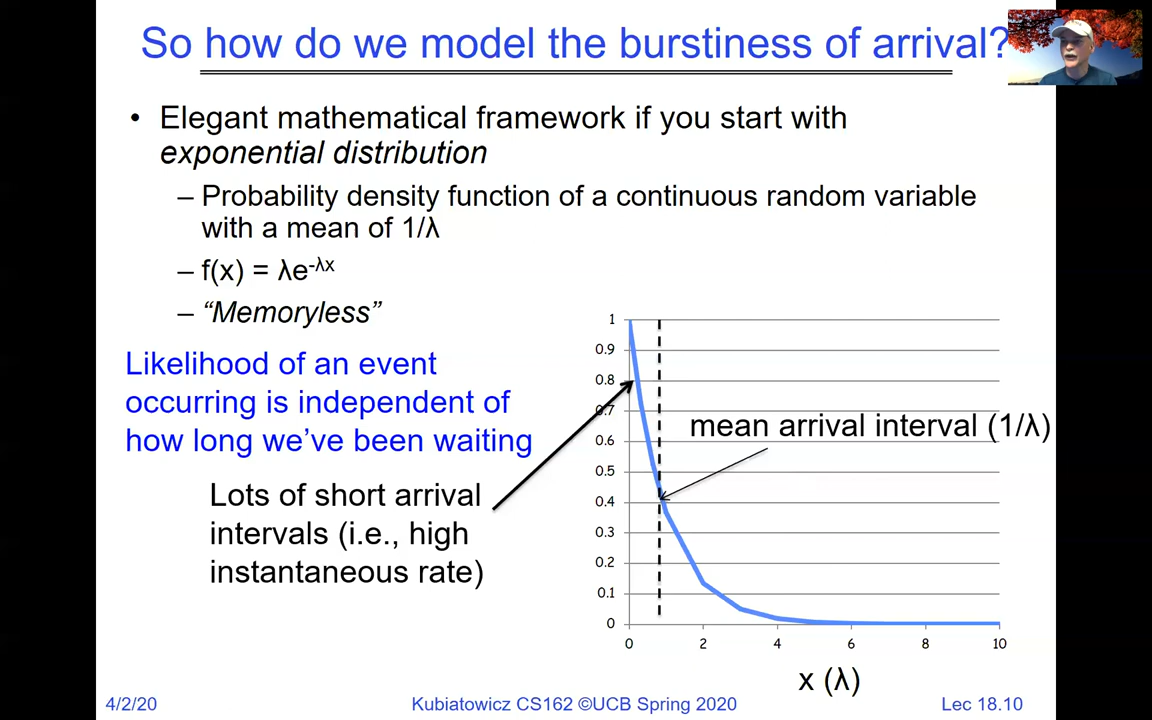 So how do we model the burstiness of arrival?
• Elegant mathematical framework if you start with
exponential distribution
– Probability density function of a continuous random variable
with a mean of 1/λ
– f(x) = λe^-λx
– “Memoryless”
Likelihood of an event
occurring is independent of
how long we’ve been waiting
Lots of short arrival
intervals (i.e., high
instantaneous rate)
1
0.9
0.8
0.7
0.6
0.5
0.4
0.3
0.2
0.1
0
mean arrival interval (1/λ)
0 2 4 6 8 10
x (λ)
4/2/20
Kubiatowicz CS162 ©UCB Spring 2020
Lec 18.10